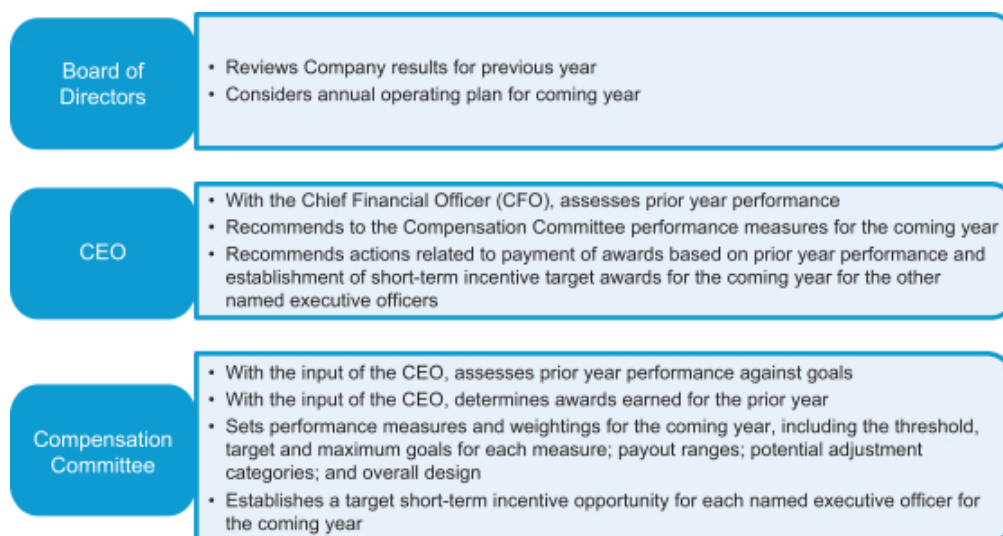 Board of
Directors
• Reviews Company results for previous year
• Considers annual operating plan for coming year
CEO
• With the Chief Financial Officer (CFO), assesses prior year performance
• Recommends to the Compensation Committee performance measures for the coming year
• Recommends actions related to payment of awards based on prior year performance and
establishment of short-term incentive target awards for the coming year for the other
named executive officers
Compensation
Committee
• With the input of the CEO, assesses prior year performance against goals
• With the input of the CEO, determines awards earned for the prior year
• Sets performance measures and weightings for the coming year, including the threshold,
target and maximum goals for each measure; payout ranges; potential adjustment
categories; and overall design
• Establishes a target short-term incentive opportunity for each named executive officer for
the coming year